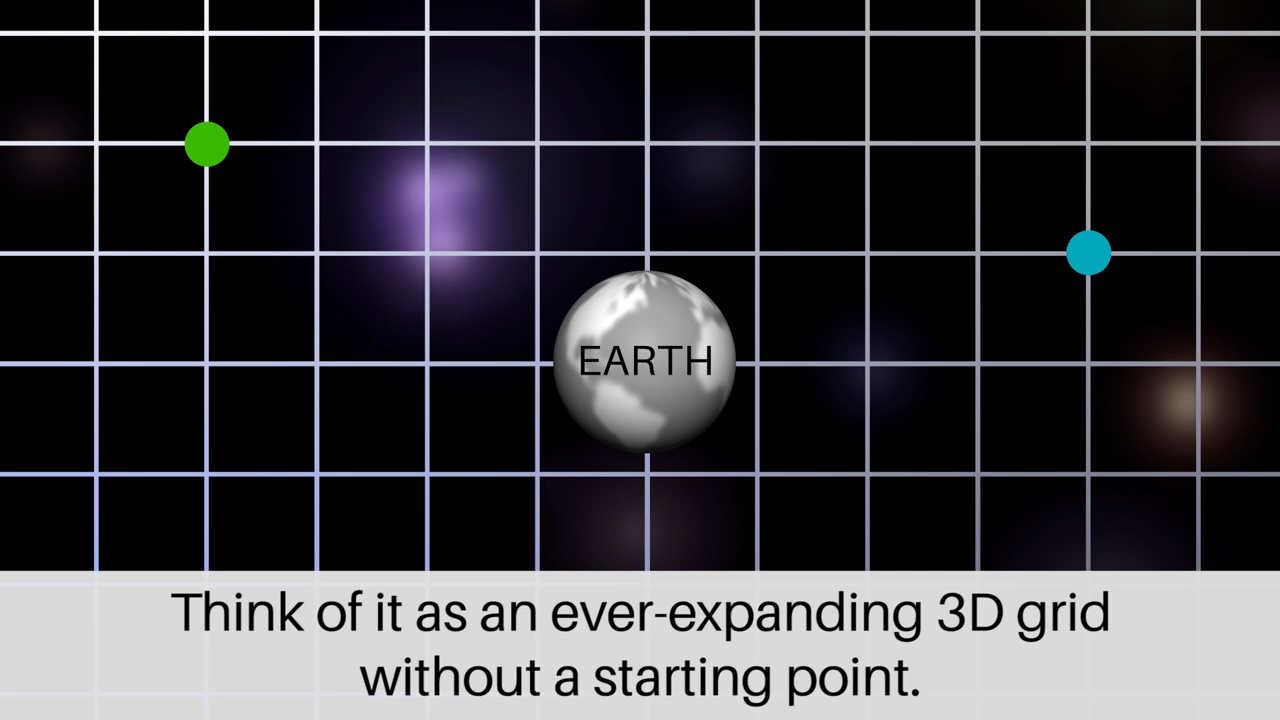 EARTH
Think of it as an ever-expanding 3D grid
without a starting point.